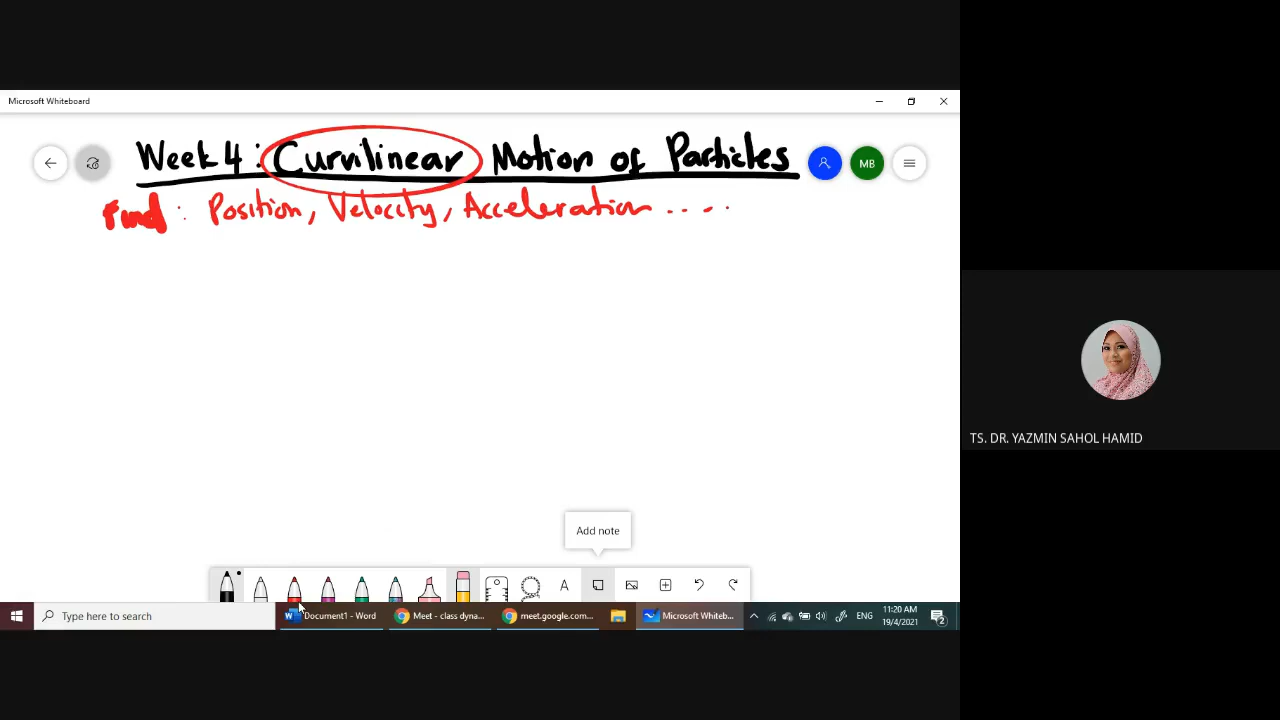 Microsoft Whiteboard
Week 4 : Curvilinear Motion of Particles
MB
Find : Position, Velocity, Acceleration ....
TS. DR. YAZMIN SAHOL HAMID
Add note
A
Type here to search
Document1 - Word
Meet - class dyna...
meet.google.com...
Microsoft Whiteb...
ENG
11:20 AM
19/4/2021
2